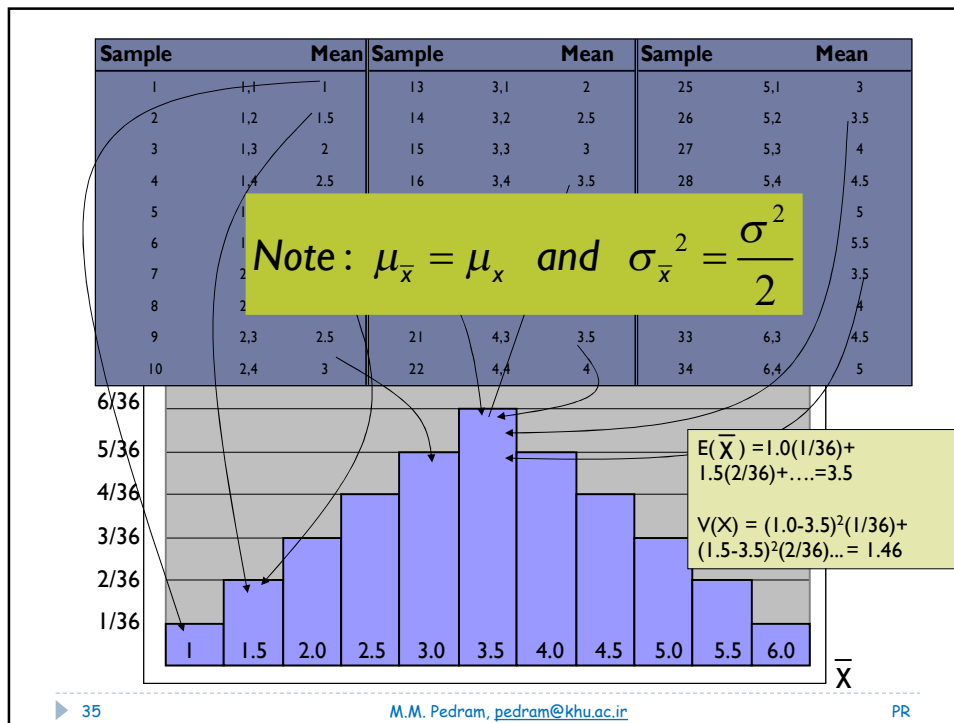 Sample Mean Sample Mean Sample Mean
1 1,1 1 13 3,1 2 25 5,1 3
2 1,2 1.5 14 3,2 2.5 26 5,2 3.5
3 1,3 2 15 3,3 3 27 5,3 4
4 1,4 2.5 16 3,4 3.5 28 5,4 4.5
5 1 5
6 1 5.5
7 2 3.5
8 2 4
9 2,3 2.5 21 4,3 3.5 33 6,3 4.5
10 2,4 3 22 4,4 4 34 6,4 5
Note : μ_x̄ = μ_x and σ_x̄² = σ²/2
6/36
5/36
4/36
3/36
2/36
1/36
E( X̄ ) =1.0(1/36)+
1.5(2/36)+….=3.5
V(X) = (1.0-3.5)²(1/36)+
(1.5-3.5)²(2/36)... = 1.46
1 1.5 2.0 2.5 3.0 3.5 4.0 4.5 5.0 5.5 6.0
X̄
35 M.M. Pedram, pedram@khu.ac.ir PR